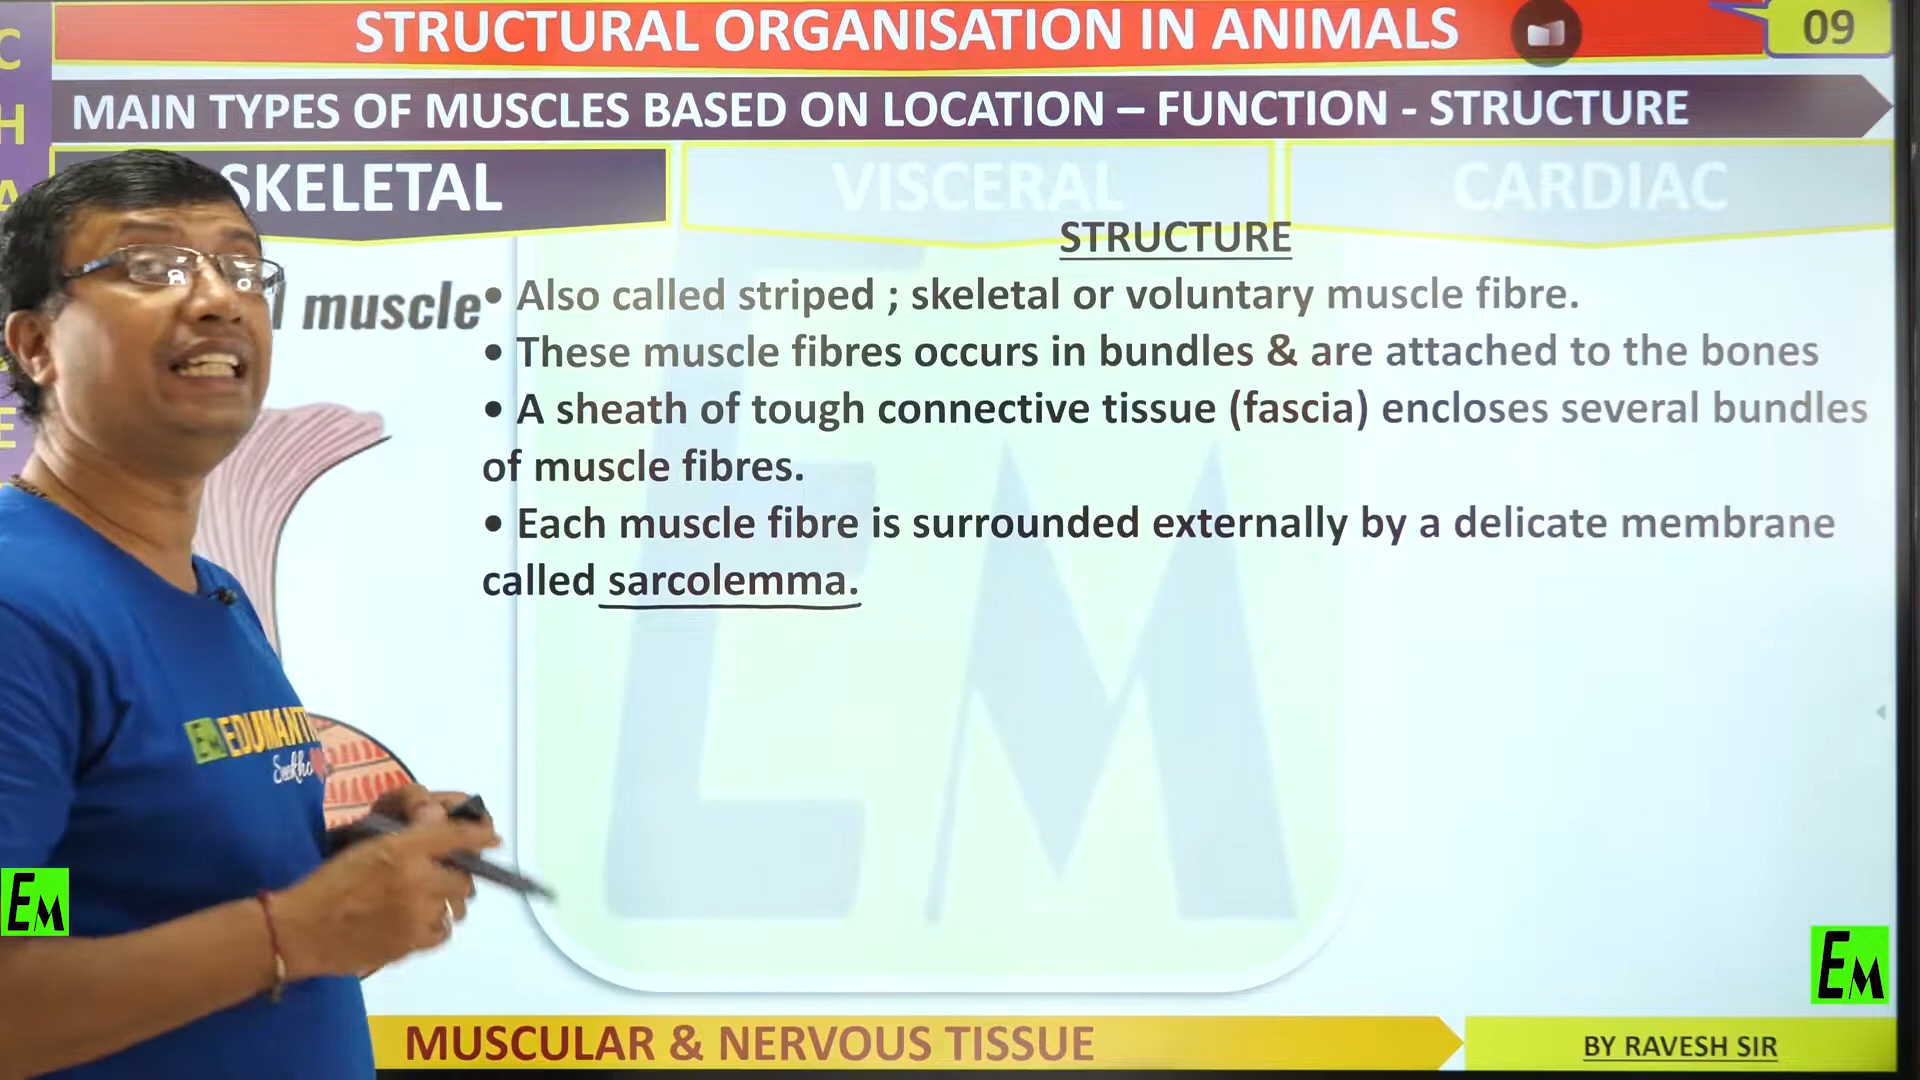 STRUCTURAL ORGANISATION IN ANIMALS
09
MAIN TYPES OF MUSCLES BASED ON LOCATION – FUNCTION - STRUCTURE
SKELETAL
VISCERAL
CARDIAC
STRUCTURE
muscle
• Also called striped ; skeletal or voluntary muscle fibre.
• These muscle fibres occurs in bundles & are attached to the bones
• A sheath of tough connective tissue (fascia) encloses several bundles
of muscle fibres.
• Each muscle fibre is surrounded externally by a delicate membrane
called sarcolemma.
EM
EM
EM
EM
MUSCULAR & NERVOUS TISSUE
BY RAVESH SIR